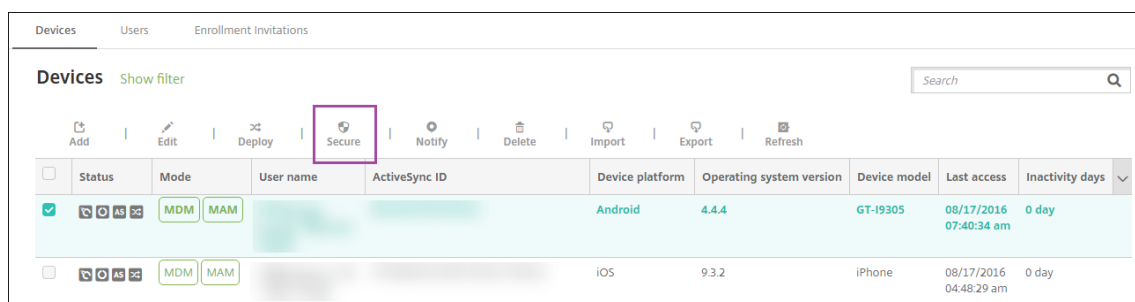 Devices Users Enrollment Invitations
Devices Show filter Search
Add | Edit | Deploy | Secure | Notify | Delete | Import | Export | Refresh
Status Mode User name ActiveSync ID Device platform Operating system version Device model Last access Inactivity days
AS MDM MAM Android 4.4.4 GT-I9305 08/17/2016 0 day
07:40:34 am
AS MDM MAM iOS 9.3.2 iPhone 08/17/2016 0 day
04:48:29 am